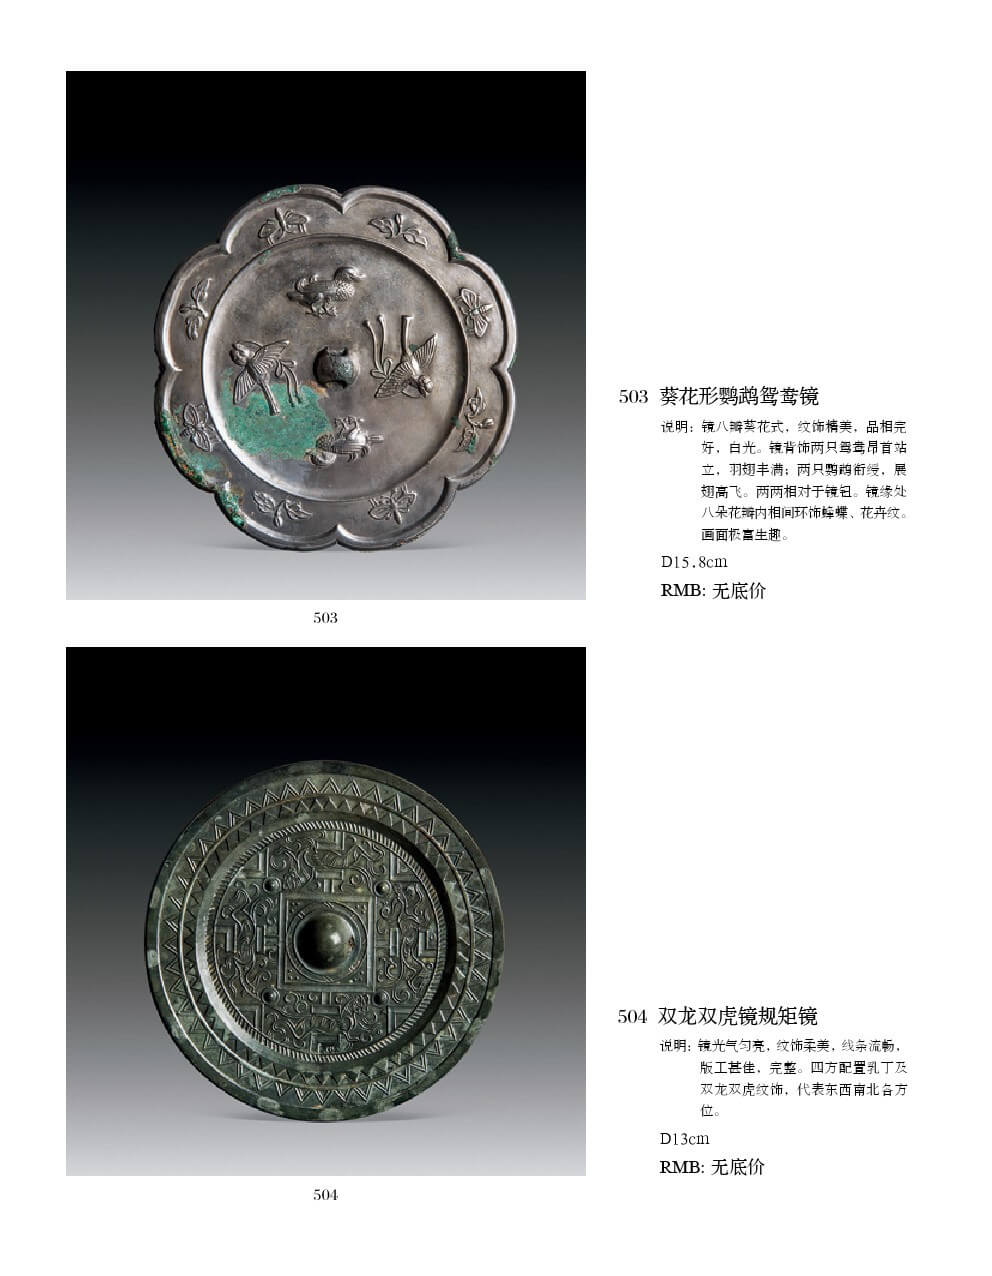 503 葵花形鹦鹉鸳鸯镜
说明：镜八瓣葵花式，纹饰精美，品相完
好，白光。镜背饰两只鸳鸯昂首站
立，羽翅丰满；两只鹦鹉衔绶，展
翅高飞。两两相对于镜钮。镜缘处
八朵花瓣内相间环饰蜂蝶、花卉纹。
画面极富生趣。
D15.8cm
RMB: 无底价
503
504 双龙双虎镜规矩镜
说明：镜光气匀亮，纹饰柔美，线条流畅，
版工甚佳，完整。四方配置乳丁及
双龙双虎纹饰，代表东西南北各方
位。
D13cm
RMB: 无底价
504